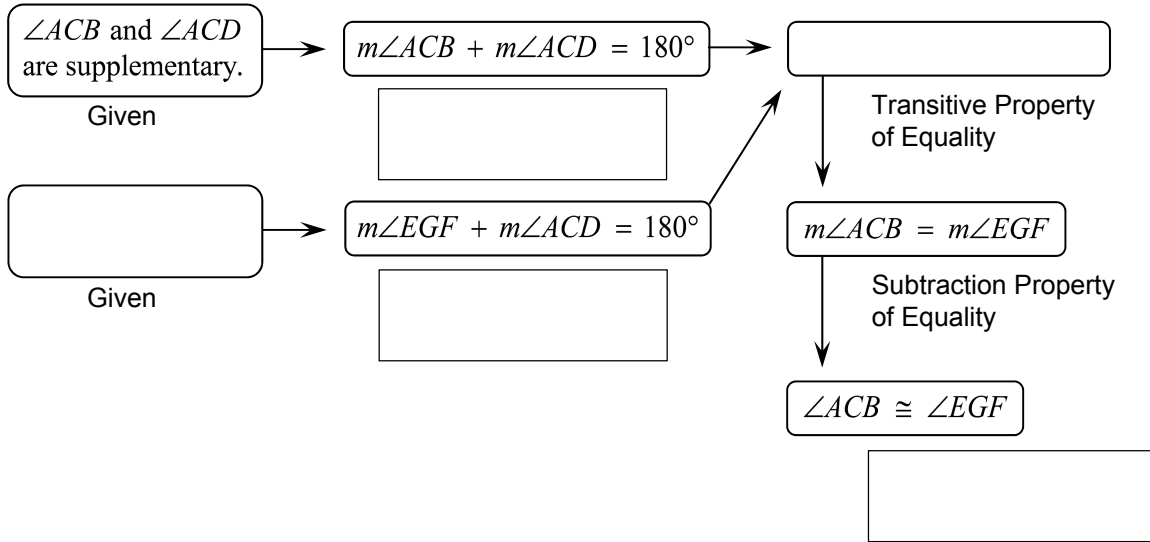 ∠ACB and ∠ACD
are supplementary.
Given
m∠ACB + m∠ACD = 180°
Transitive Property
of Equality
Given
m∠EGF + m∠ACD = 180°
m∠ACB = m∠EGF
Subtraction Property
of Equality
∠ACB ≅ ∠EGF